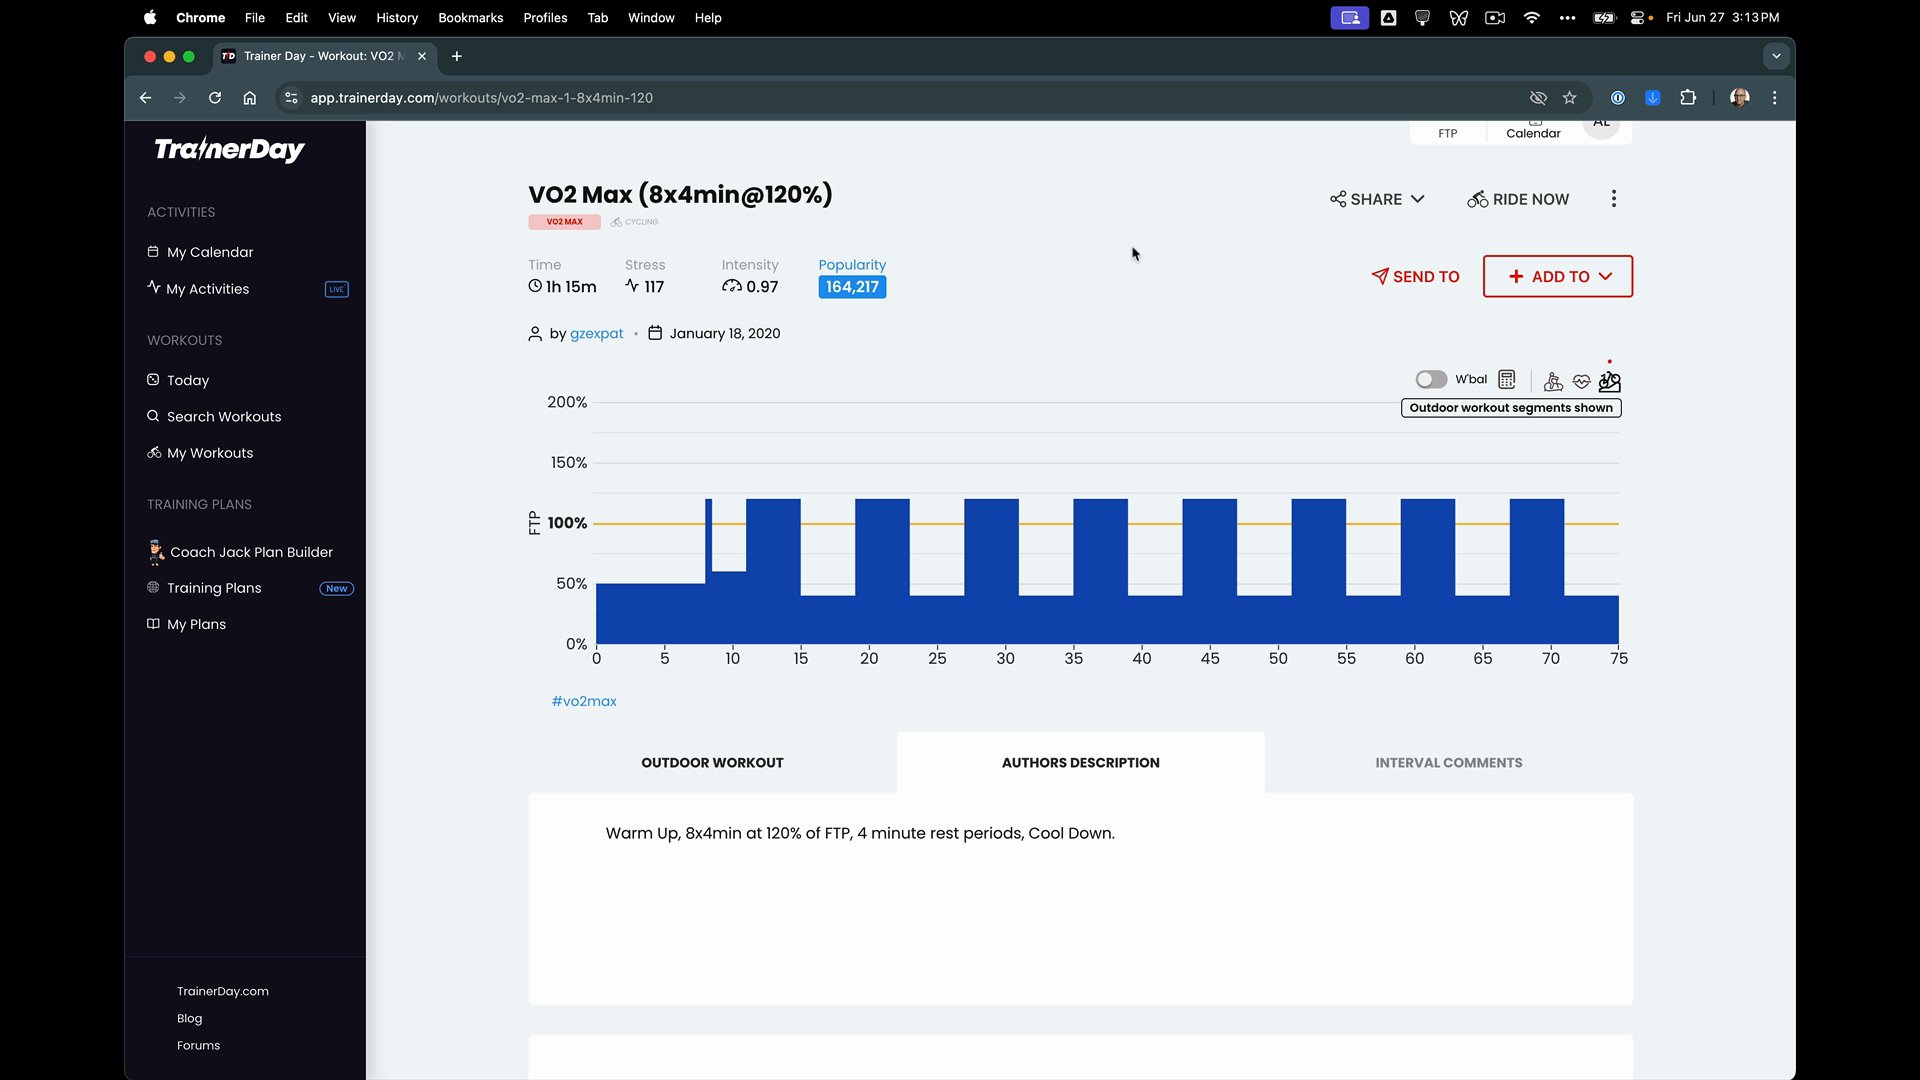 Chrome File Edit View History Bookmarks Profiles Tab Window Help Fri Jun 27 3:13 PM
Trainer Day - Workout: VO2 M
app.trainerday.com/workouts/vo2-max-1-8x4min-120
TrainerDay
ACTIVITIES
My Calendar
My Activities LIVE
WORKOUTS
Today
Search Workouts
My Workouts
TRAINING PLANS
Coach Jack Plan Builder
Training Plans New
My Plans
TrainerDay.com
Blog
Forums
FTP Calendar AL
VO2 Max (8x4min@120%)
SHARE RIDE NOW
VO2 MAX CYCLING
Time Stress Intensity Popularity
1h 15m 117 0.97 164,217
SEND TO + ADD TO
by gzexpat • January 18, 2020
W'bal
Outdoor workout segments shown
200%
150%
100%
50%
0%
FTP
0 5 10 15 20 25 30 35 40 45 50 55 60 65 70 75
#vo2max
OUTDOOR WORKOUT AUTHORS DESCRIPTION INTERVAL COMMENTS
Warm Up, 8x4min at 120% of FTP, 4 minute rest periods, Cool Down.